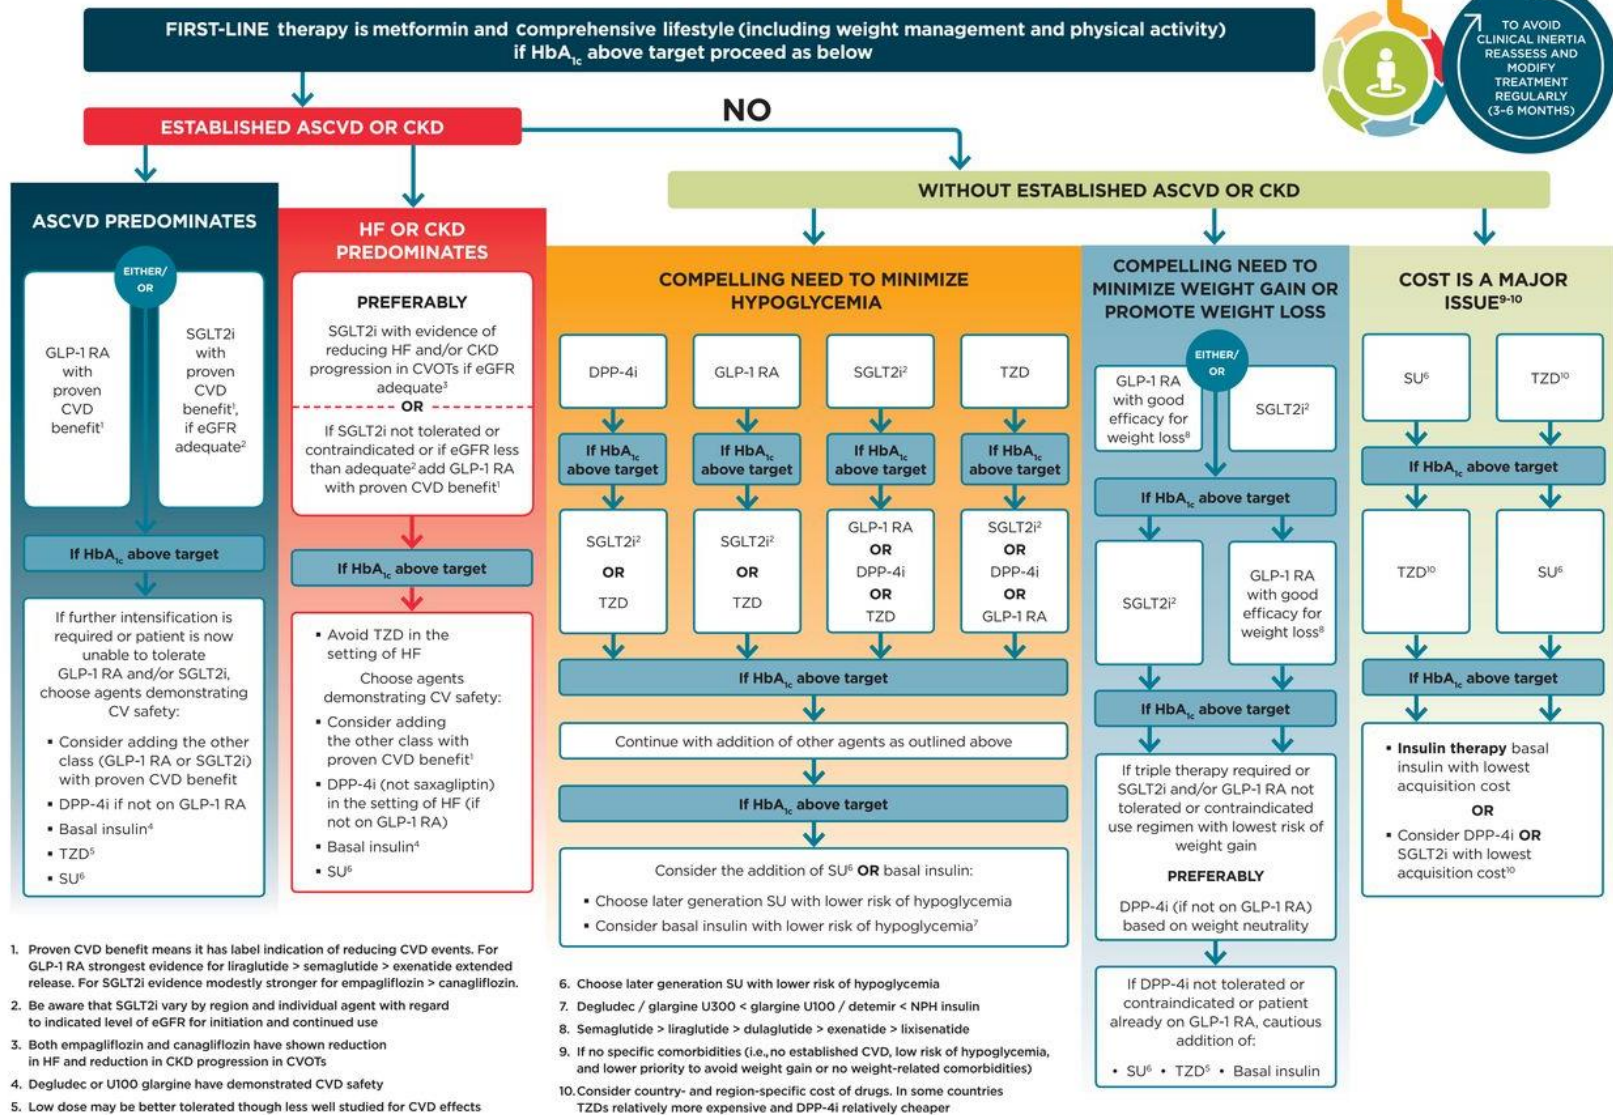 FIRST-LINE therapy is metformin and comprehensive lifestyle (including weight management and physical activity)
if HbA1c above target proceed as below
TO AVOID
CLINICAL INERTIA
REASSESS AND
MODIFY
TREATMENT
REGULARLY
(3-6 MONTHS)
ESTABLISHED ASCVD OR CKD
NO
WITHOUT ESTABLISHED ASCVD OR CKD
ASCVD PREDOMINATES
EITHER/
OR
GLP-1 RA
with
proven
CVD
benefit¹
SGLT2i
with
proven
CVD
benefit¹,
if eGFR
adequate²
If HbA1c above target
If further intensification is
required or patient is now
unable to tolerate
GLP-1 RA and/or SGLT2i,
choose agents demonstrating
CV safety:
▪ Consider adding the other
class (GLP-1 RA or SGLT2i)
with proven CVD benefit
▪ DPP-4i if not on GLP-1 RA
▪ Basal insulin⁴
▪ TZD⁵
▪ SU⁶
HF OR CKD
PREDOMINATES
PREFERABLY
SGLT2i with evidence of
reducing HF and/or CKD
progression in CVOTs if eGFR
adequate³
OR
If SGLT2i not tolerated or
contraindicated or if eGFR less
than adequate² add GLP-1 RA
with proven CVD benefit¹
If HbA1c above target
▪ Avoid TZD in the
setting of HF
Choose agents
demonstrating CV safety:
▪ Consider adding
the other class with
proven CVD benefit¹
▪ DPP-4i (not saxagliptin)
in the setting of HF (if
not on GLP-1 RA)
▪ Basal insulin⁴
▪ SU⁶
COMPELLING NEED TO MINIMIZE
HYPOGLYCEMIA
DPP-4i
GLP-1 RA
SGLT2i²
TZD
If HbA1c
above target
If HbA1c
above target
If HbA1c
above target
If HbA1c
above target
SGLT2i²
OR
TZD
SGLT2i²
OR
TZD
GLP-1 RA
OR
DPP-4i
OR
TZD
SGLT2i²
OR
DPP-4i
OR
GLP-1 RA
If HbA1c above target
Continue with addition of other agents as outlined above
If HbA1c above target
Consider the addition of SU⁶ OR basal insulin:
▪ Choose later generation SU with lower risk of hypoglycemia
▪ Consider basal insulin with lower risk of hypoglycemia⁷
COMPELLING NEED TO
MINIMIZE WEIGHT GAIN OR
PROMOTE WEIGHT LOSS
EITHER/
OR
GLP-1 RA
with good
efficacy for
weight loss⁸
SGLT2i²
If HbA1c above target
SGLT2i²
GLP-1 RA
with good
efficacy for
weight loss⁸
If HbA1c above target
If triple therapy required or
SGLT2i and/or GLP-1 RA not
tolerated or contraindicated
use regimen with lowest risk of
weight gain
PREFERABLY
DPP-4i (if not on GLP-1 RA)
based on weight neutrality
If DPP-4i not tolerated or
contraindicated or patient
already on GLP-1 RA, cautious
addition of:
• SU⁶ • TZD⁵ • Basal insulin
COST IS A MAJOR
ISSUE⁹⁻¹⁰
SU⁶
TZD¹⁰
If HbA1c above target
TZD¹⁰
SU⁶
If HbA1c above target
▪ Insulin therapy basal
insulin with lowest
acquisition cost
OR
▪ Consider DPP-4i OR
SGLT2i with lowest
acquisition cost¹⁰
1. Proven CVD benefit means it has label indication of reducing CVD events. For
GLP-1 RA strongest evidence for liraglutide > semaglutide > exenatide extended
release. For SGLT2i evidence modestly stronger for empagliflozin > canagliflozin.
2. Be aware that SGLT2i vary by region and individual agent with regard
to indicated level of eGFR for initiation and continued use
3. Both empagliflozin and canagliflozin have shown reduction
in HF and reduction in CKD progression in CVOTs
4. Degludec or U100 glargine have demonstrated CVD safety
5. Low dose may be better tolerated though less well studied for CVD effects
6. Choose later generation SU with lower risk of hypoglycemia
7. Degludec / glargine U300 < glargine U100 / detemir < NPH insulin
8. Semaglutide > liraglutide > dulaglutide > exenatide > lixisenatide
9. If no specific comorbidities (i.e., no established CVD, low risk of hypoglycemia,
and lower priority to avoid weight gain or no weight-related comorbidities)
10. Consider country- and region-specific cost of drugs. In some countries
TZDs relatively more expensive and DPP-4i relatively cheaper